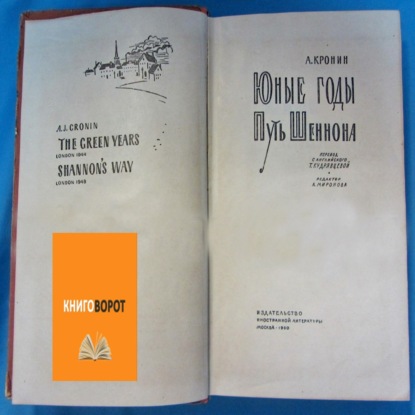 A.J. CRONIN
THE GREEN YEARS
LONDON 1944
SHANNON'S WAY
LONDON 1948
КНИГОВОРОТ
А. КРОНИН
ЮНЫЕ ГОДЫ
ПУТЬ ШЕННОНА
ПЕРЕВОД
С АНГЛИЙСКОГО
Т. КУДРЯВЦЕВОЙ
РЕДАКТОР
Н. МИРОНОВА
ИЗДАТЕЛЬСТВО
ИНОСТРАННОЙ ЛИТЕРАТУРЫ
МОСКВА - 1959